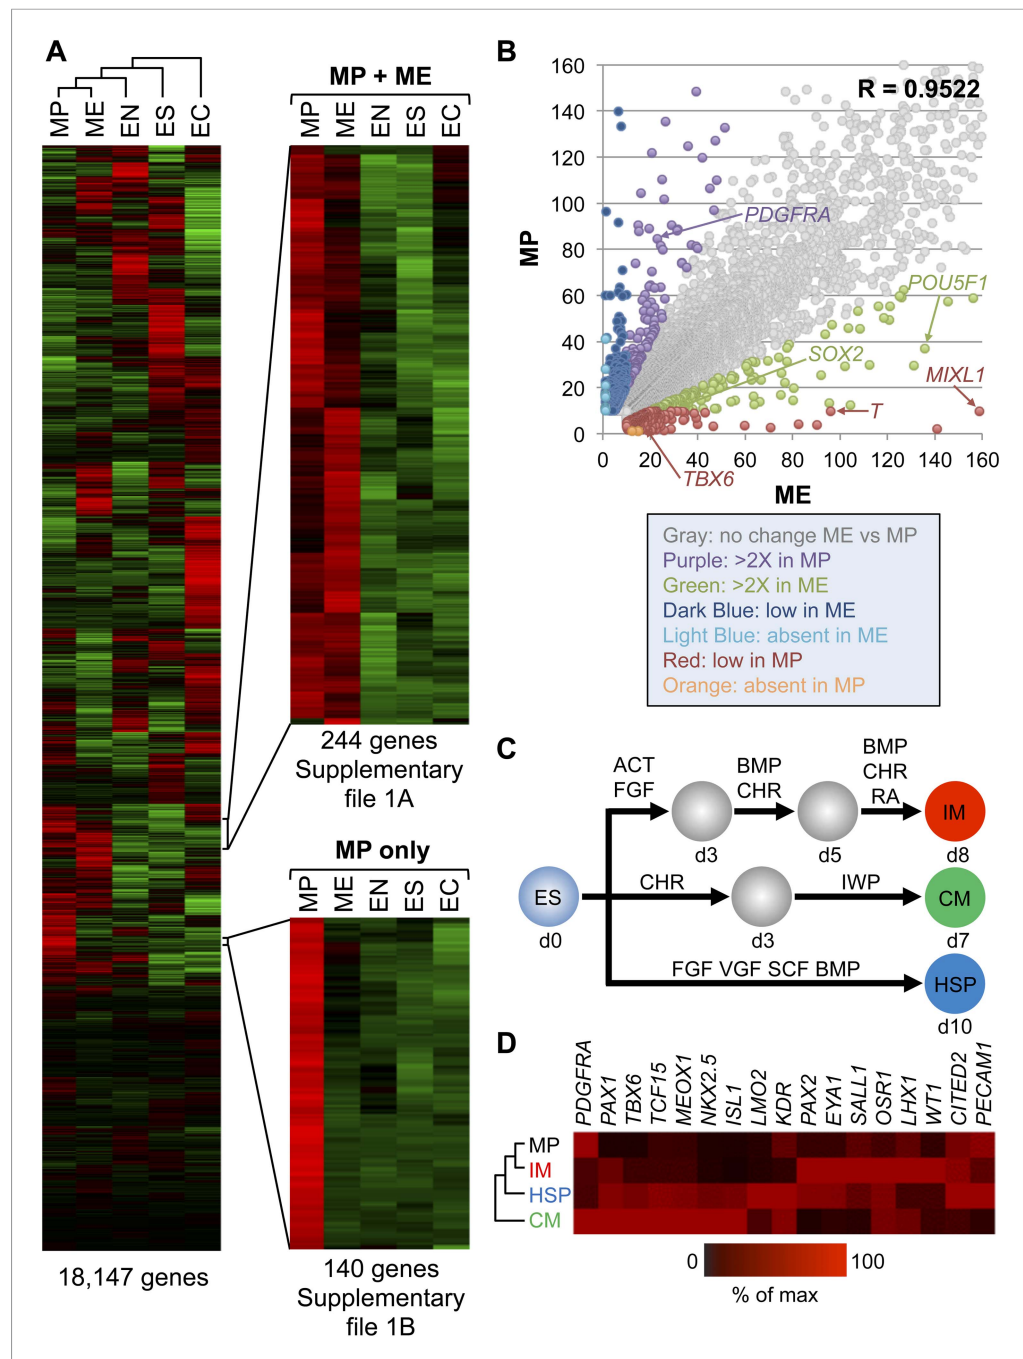 A
MP ME EN ES EC
18,147 genes
MP + ME
MP ME EN ES EC
244 genes
Supplementary
file 1A
MP only
MP ME EN ES EC
140 genes
Supplementary
file 1B
B
R = 0.9522
MP
160
140
120
100
80
60
40
20
0
PDGFRA
POU5F1
SOX2
MIXL1
T
TBX6
0 20 40 60 80 100 120 140 160
ME
Gray: no change ME vs MP
Purple: >2X in MP
Green: >2X in ME
Dark Blue: low in ME
Light Blue: absent in ME
Red: low in MP
Orange: absent in MP
C
ES
d0
ACT
FGF
d3
BMP
CHR
d5
BMP
CHR
RA
IM
d8
CHR
d3
IWP
CM
d7
FGF VGF SCF BMP
HSP
d10
D
PDGFRA PAX1 TBX6 TCF15 MEOX1 NKX2.5 ISL1 LMO2 KDR PAX2 EYA1 SALL1 OSR1 LHX1 WT1 CITED2 PECAM1
MP
IM
HSP
CM
0 100
% of max